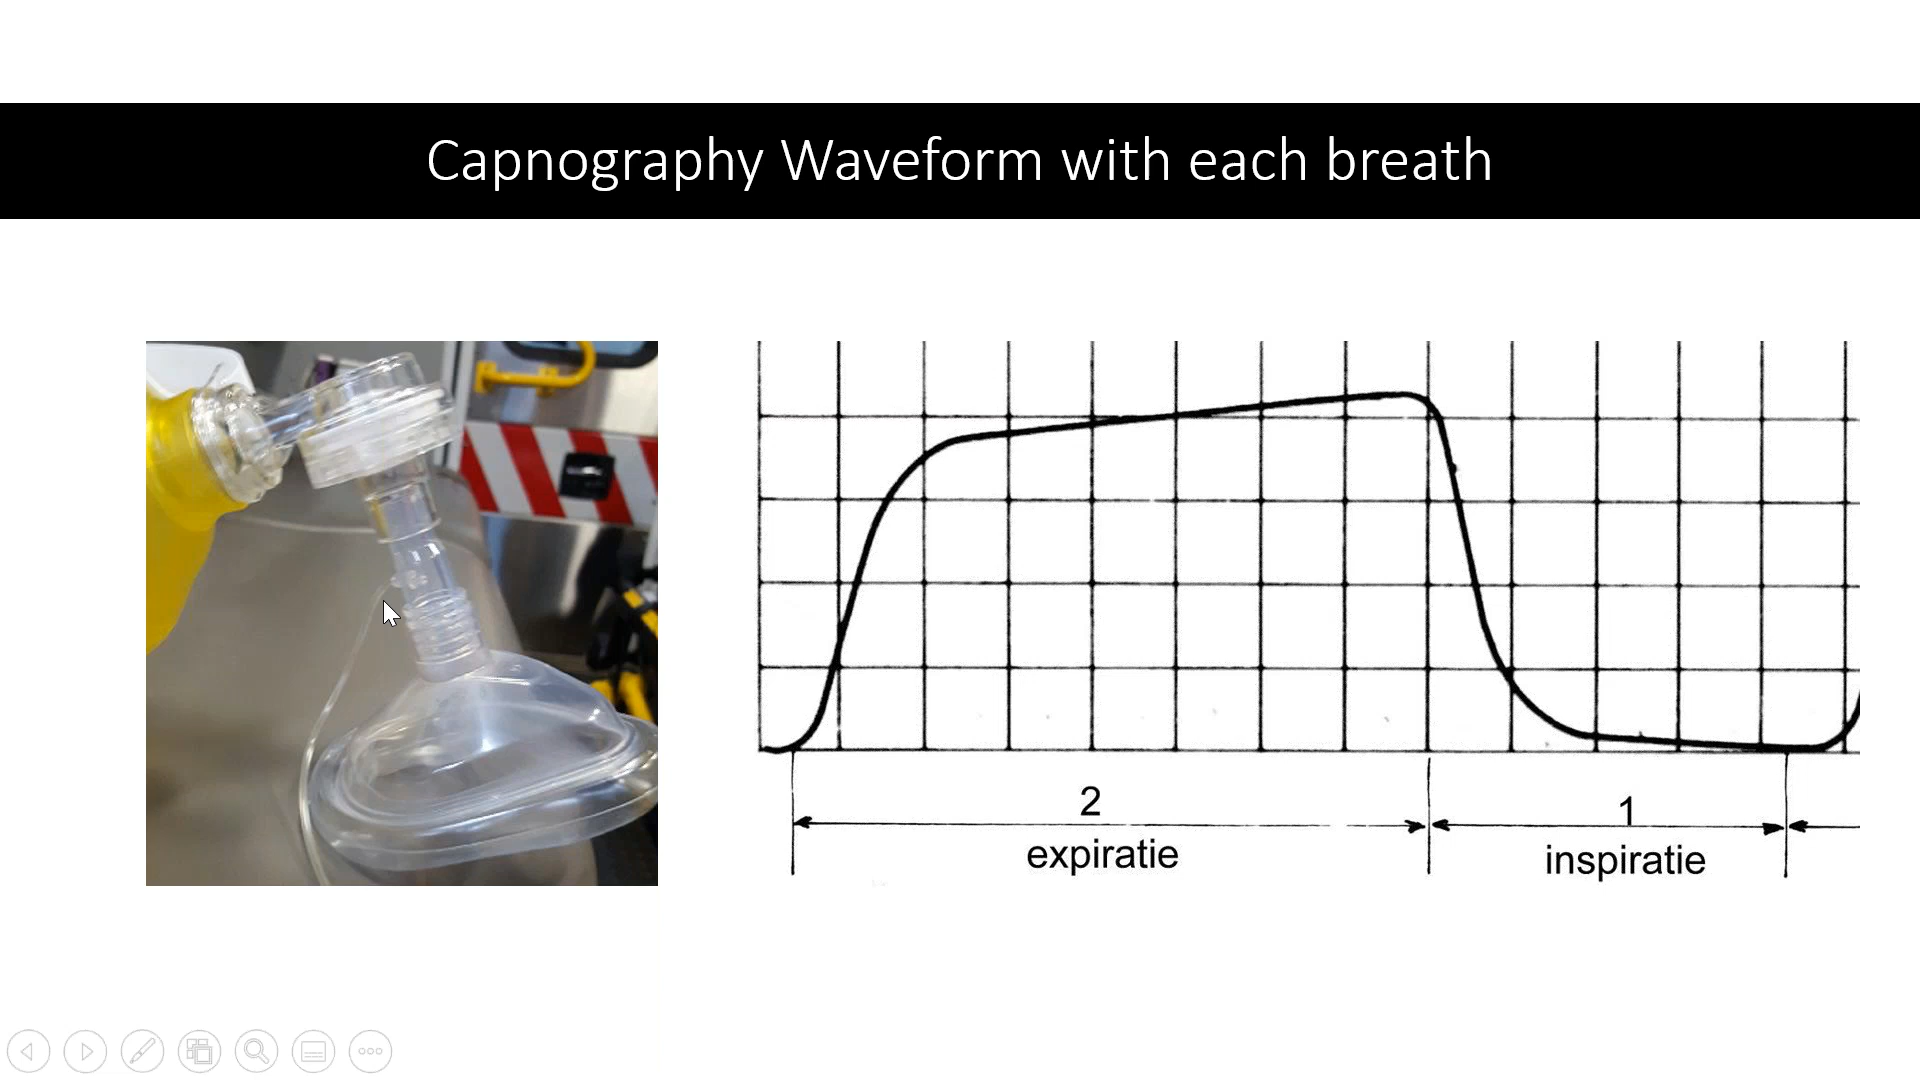 Capnography Waveform with each breath
2
1
expiratie
inspiratie